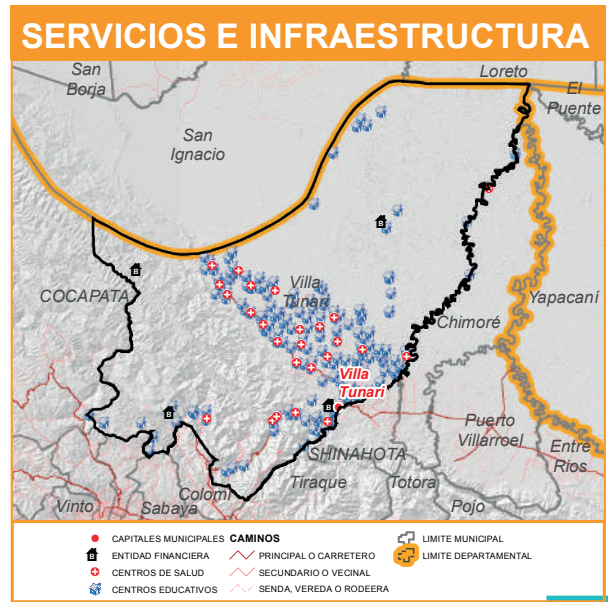 SERVICIOS E INFRAESTRUCTURA
San
Borja
Loreto
El
Puente
San
Ignacio
B
B
COCAPATA
Villa
Tunari
Yapacaní
Chimoré
Villa
Tunari
B
B
Puerto
Villarroel
SHINAHOTA
Entre
Rios
Colomi
Tiraque
Totora
Vinto
Sacaba
Pojo
CAPITALES MUNICIPALES
B ENTIDAD FINANCIERA
CENTROS DE SALUD
CENTROS EDUCATIVOS
CAMINOS
PRINCIPAL O CARRETERO
SECUNDARIO O VECINAL
SENDA, VEREDA O RODEERA
LIMITE MUNICIPAL
LIMITE DEPARTAMENTAL